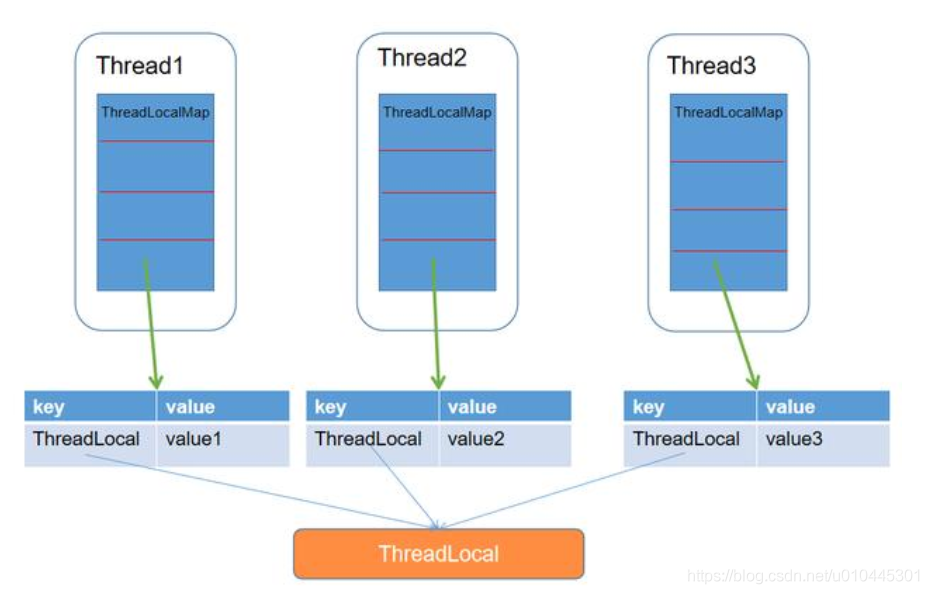 Thread1
Thread2
Thread3
ThreadLocalMap
ThreadLocalMap
ThreadLocalMap
key value
key value
key value
ThreadLocal value1
ThreadLocal value2
ThreadLocal value3
ThreadLocal
https://blog.csdn.net/u010445301